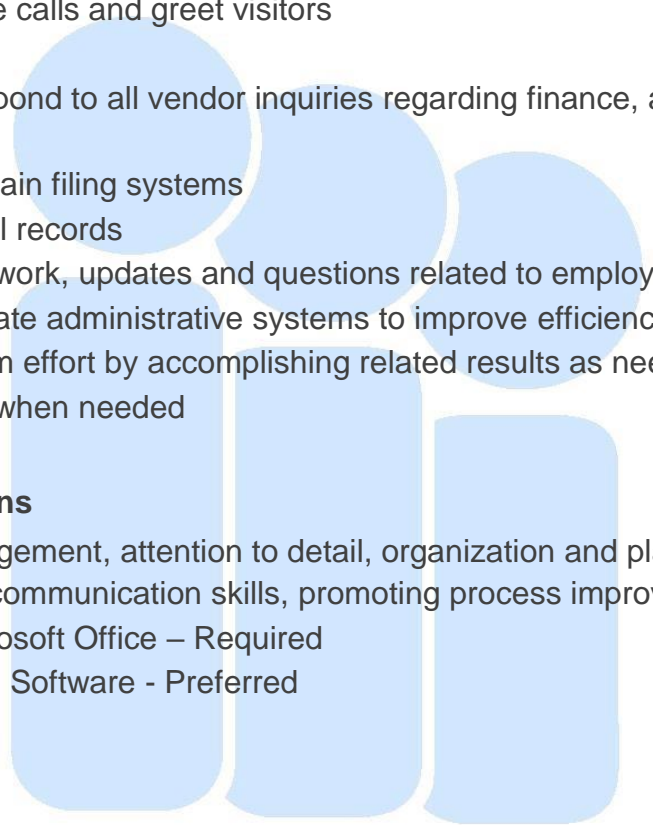 e calls and greet visitors
pond to all vendor inquiries regarding finance, a
ain filing systems
l records
work, updates and questions related to employ
ate administrative systems to improve efficienc
m effort by accomplishing related results as nee
when needed
ns
gement, attention to detail, organization and pla
communication skills, promoting process improv
osoft Office – Required
Software - Preferred